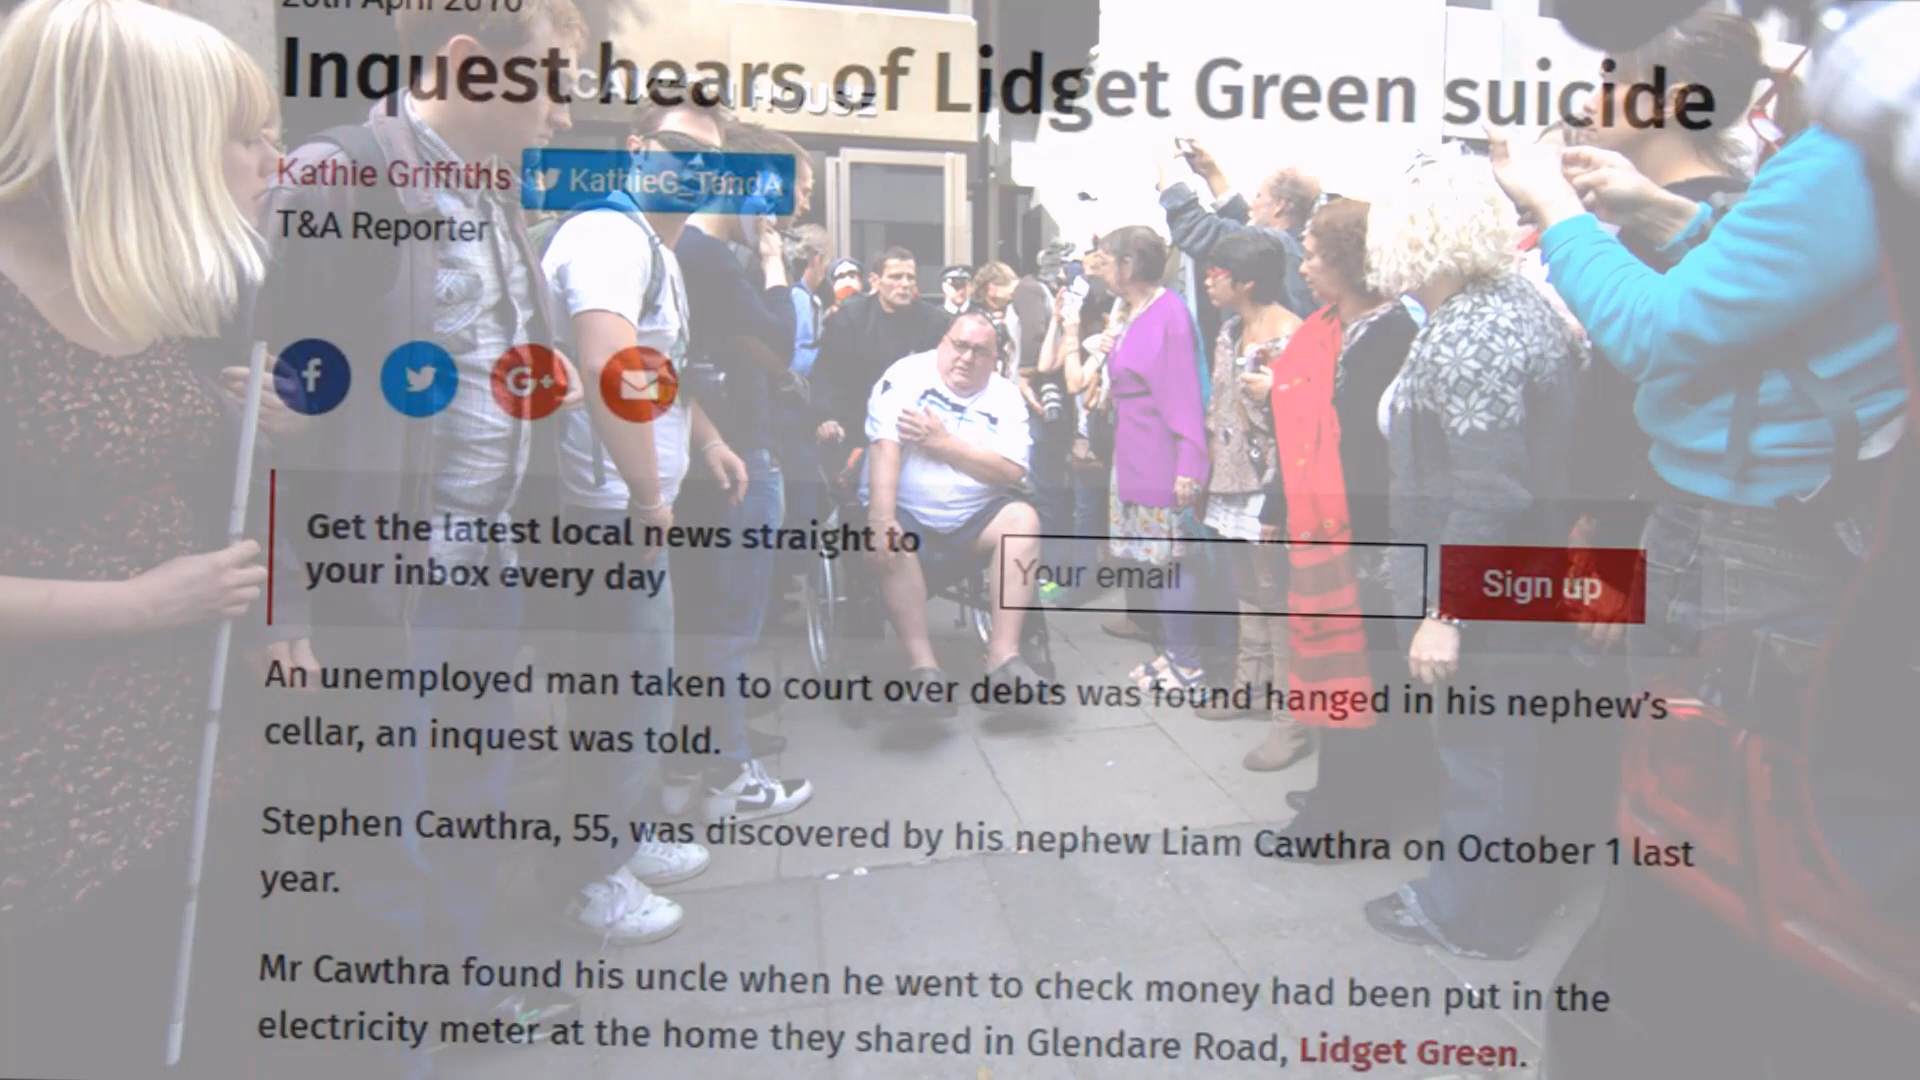 Inquest hears of Lidget Green suicide
Kathie Griffiths KathieG_TandA
T&A Reporter
Get the latest local news straight to
your inbox every day
Your email
Sign up
An unemployed man taken to court over debts was found hanged in his nephew's
cellar, an inquest was told.
Stephen Cawthra, 55, was discovered by his nephew Liam Cawthra on October 1 last
year.
Mr Cawthra found his uncle when he went to check money had been put in the
electricity meter at the home they shared in Glendare Road, Lidget Green.